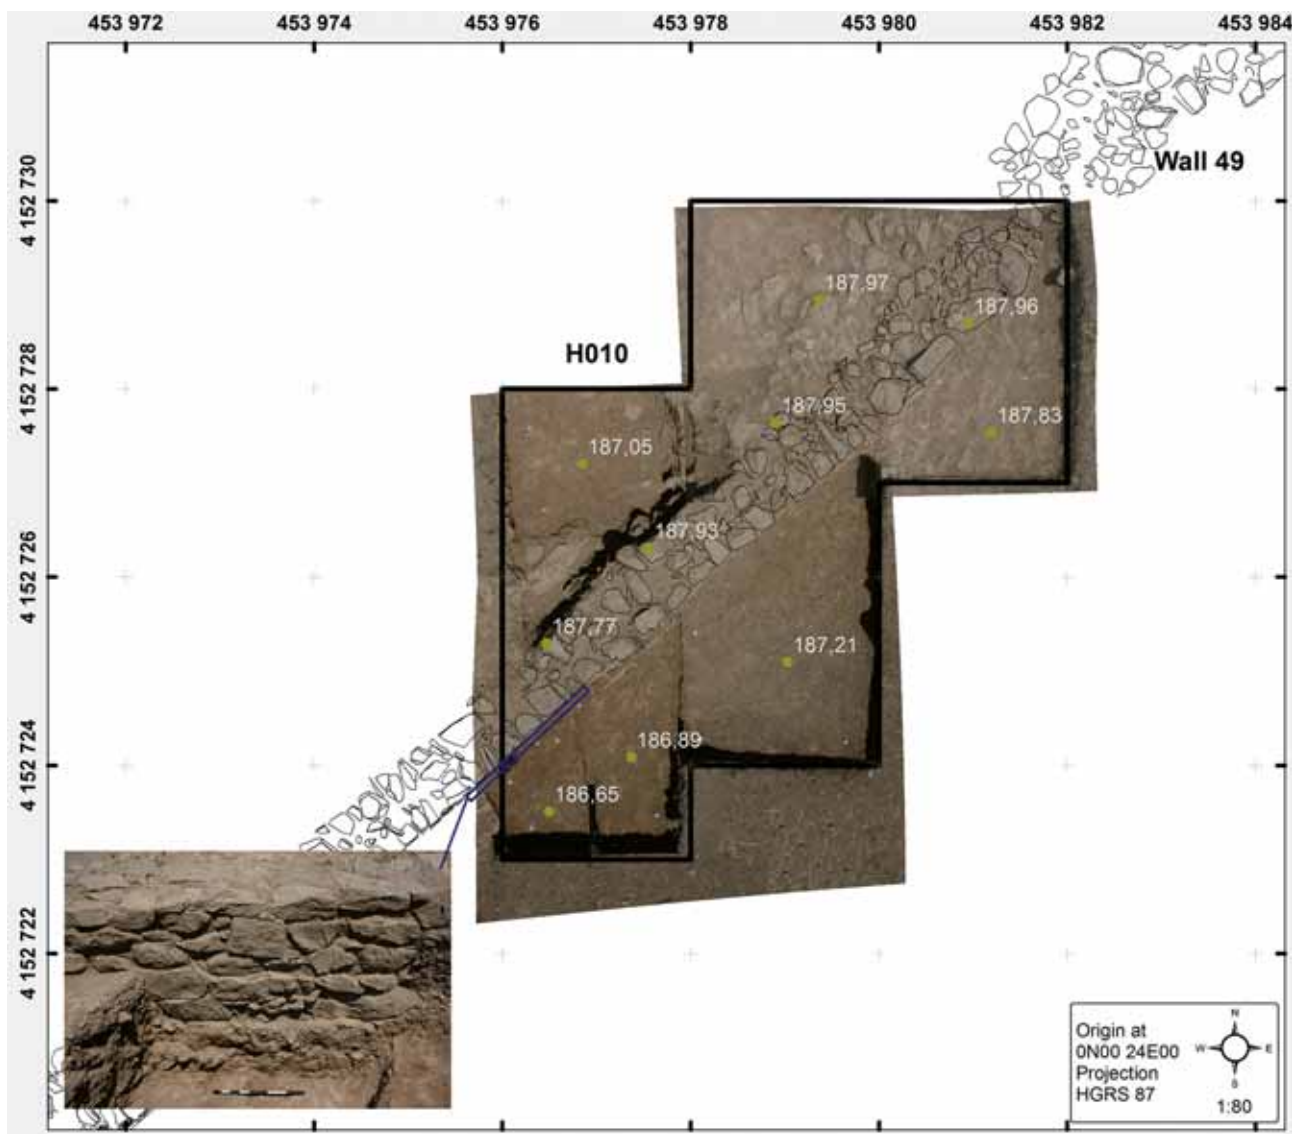 453 972 453 974 453 976 453 978 453 980 453 982 453 984
4 152 730
4 152 728
4 152 726
4 152 724
4 152 722
Wall 49
187,97
187,96
H010
187,95
187,83
187,05
187,93
187,77
187,21
186,89
186,65
Origin at
0N00 24E00
Projection
HGRS 87
N
W E
S
1:80